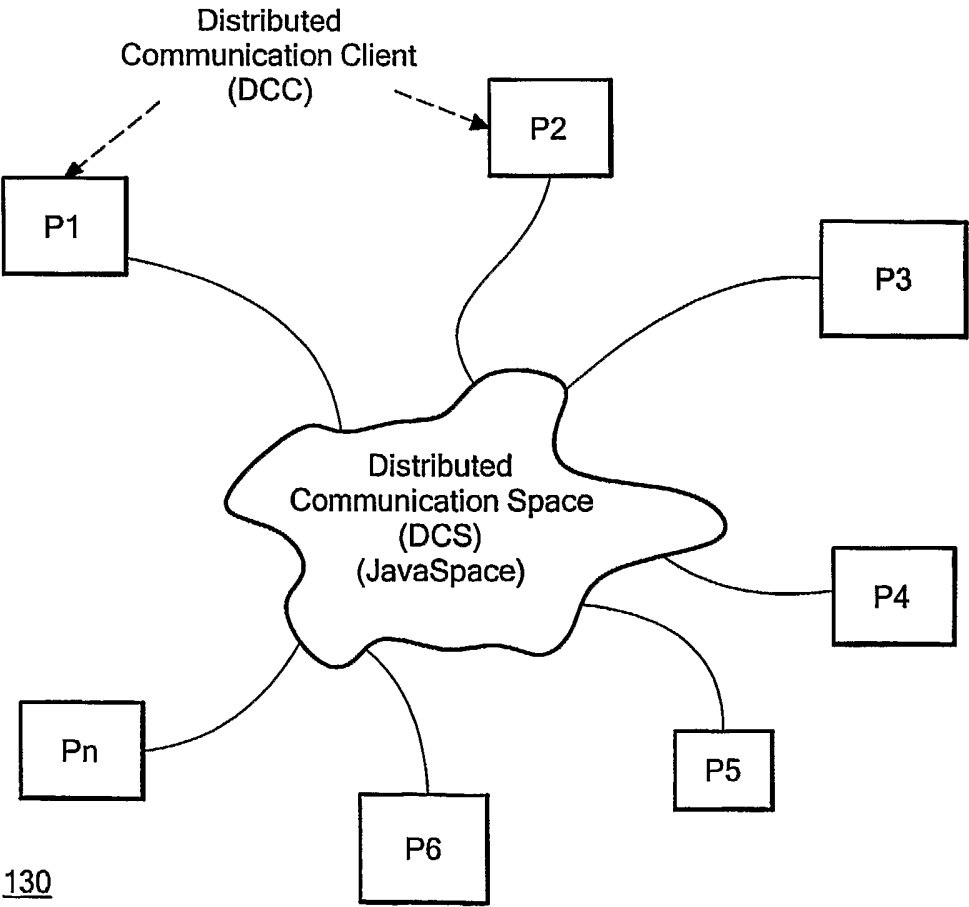 Distributed
Communication Client
(DCC)
P2
P1
P3
Distributed
Communication Space
(DCS)
(JavaSpace)
P4
Pn
P5
P6
130